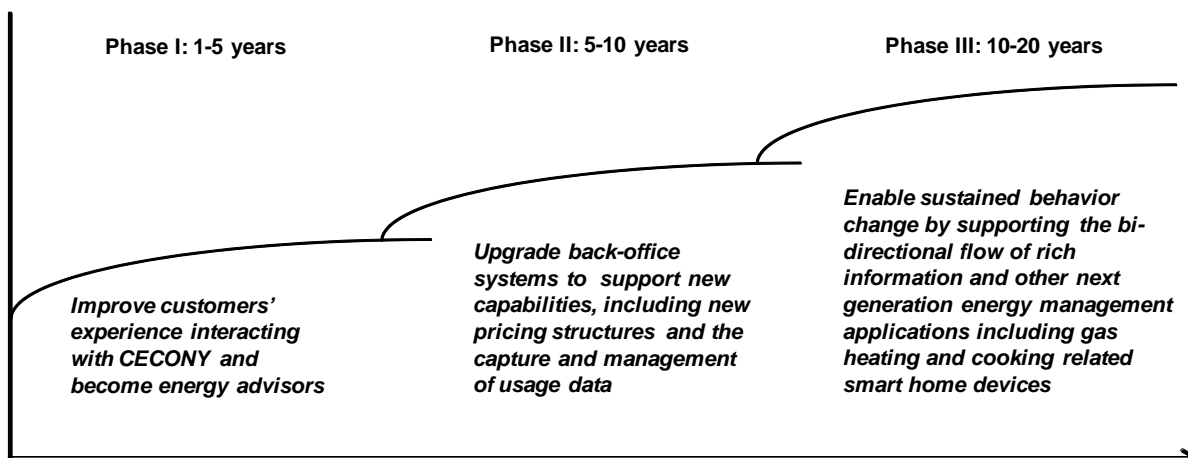 Phase I: 1-5 years
Phase II: 5-10 years
Phase III: 10-20 years
Improve customers’
experience interacting
with CECONY and
become energy advisors
Upgrade back-office
systems to support new
capabilities, including new
pricing structures and the
capture and management
of usage data
Enable sustained behavior
change by supporting the bi-
directional flow of rich
information and other next
generation energy management
applications including gas
heating and cooking related
smart home devices